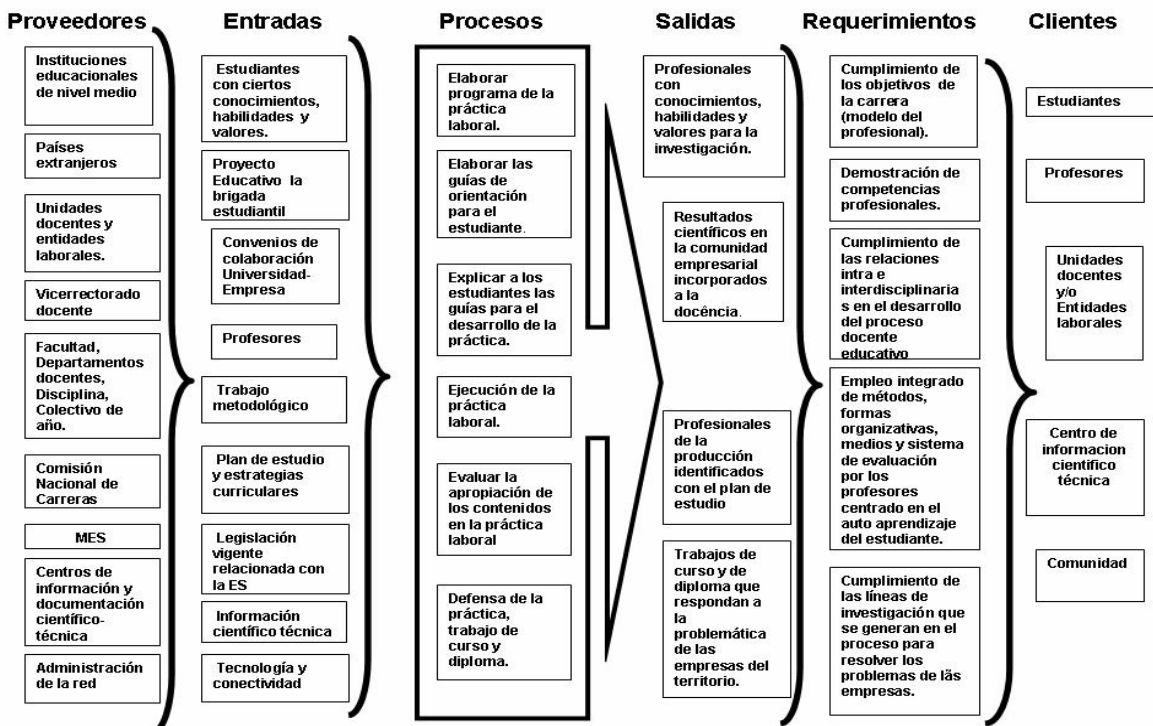 Proveedores
Entradas
Procesos
Salidas
Requerimientos
Clientes
Instituciones
educacionales
de nivel medio
Países
extranjeros
Unidades
docentes y
entidades
laborales.
Vicerrectorado
docente
Facultad,
Departamentos
docentes,
Disciplina,
Colectivo de
año.
Comisión
Nacional de
Carreras
MES
Centros de
información y
documentación
científico-
técnica
Administración
de la red
Estudiantes
con ciertos
conocimientos,
habilidades y
valores.
Proyecto
Educativo la
brigada
estudiantil
Convenios de
colaboración
Universidad-
Empresa
Profesores
Trabajo
metodológico
Plan de estudio
y estrategias
curriculares
Legislación
vigente
relacionada con
la ES
Información
científico técnica
Tecnología y
conectividad
Elaborar
programa de la
práctica
laboral.
Elaborar las
guías de
orientación
para el
estudiante.
Explicar a los
estudiantes las
guías para el
desarrollo de la
práctica.
Ejecución de la
práctica
laboral.
Evaluar la
apropiación de
los contenidos
en la práctica
laboral
Defensa de la
práctica,
trabajo de
curso y
diploma.
Profesionales
con
conocimientos,
habilidades y
valores para la
investigación.
Resultados
científicos en
la comunidad
empresarial
incorporados
a la
docência.
Profesionales
de la
producción
identificados
con el plan de
estudio
Trabajos de
curso y de
diploma que
respondan a
la
problemática
de las
empresas del
territorio.
Cumplimiento de
los objetivos de
la carrera
(modelo del
profesional).
Demostración de
competencias
profesionales.
Cumplimiento de
las relaciones
intra e
interdisciplinaria
s en el desarrollo
del proceso
docente
educativo
Empleo integrado
de métodos,
formas
organizativas,
medios y sistema
de evaluación
por los
profesores
centrado en el
auto aprendizaje
del estudiante.
Cumplimiento de
las líneas de
investigación que
se generan en el
proceso para
resolver los
problemas de lãs
empresas.
Estudiantes
Profesores
Unidades
docentes
y/o
Entidades
laborales
Centro de
informacion
cientifico
técnica
Comunidad